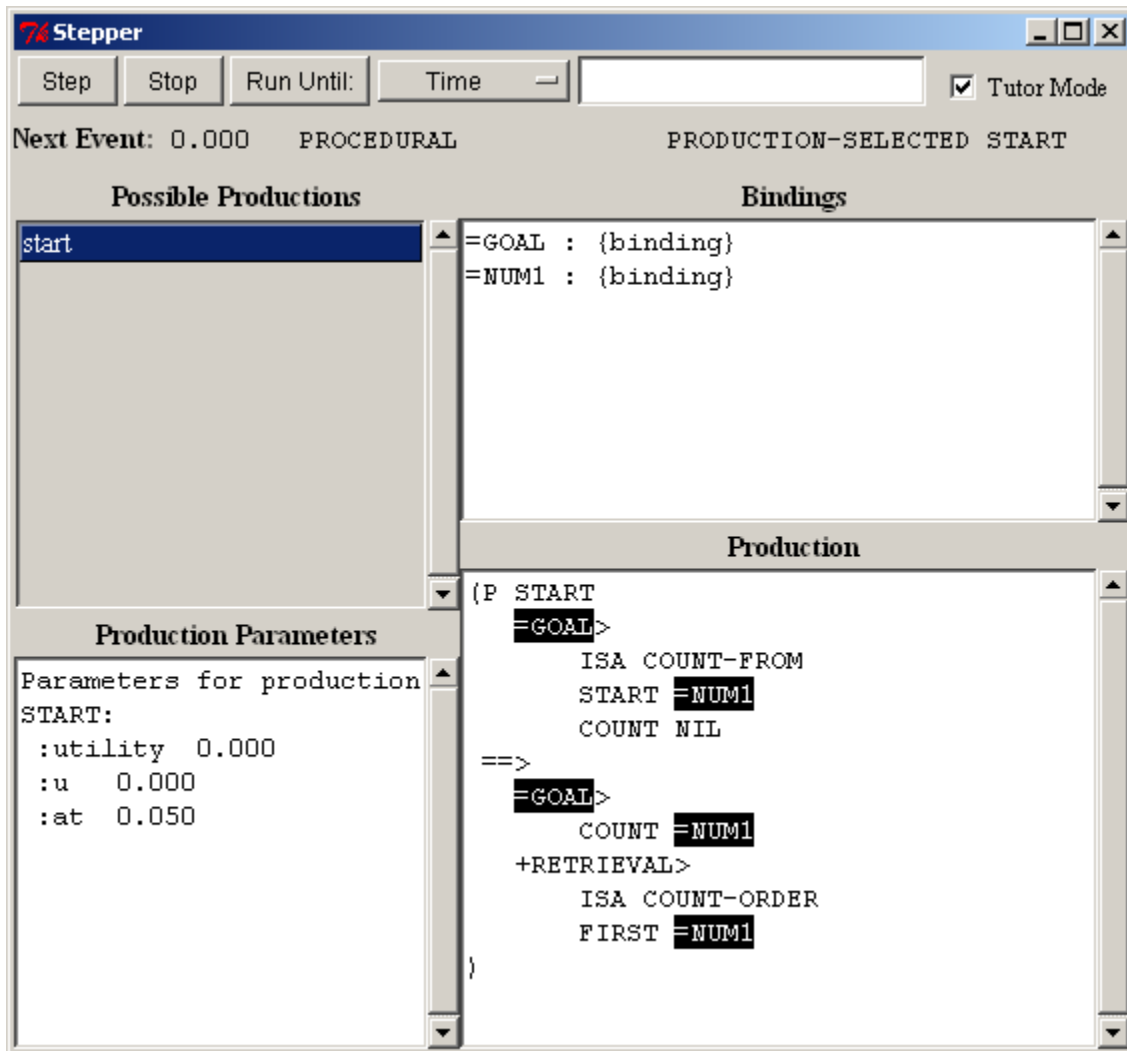 Stepper
Step Stop Run Until: Time Tutor Mode
Next Event: 0.000 PROCEDURAL PRODUCTION-SELECTED START
Possible Productions
start
Bindings
=GOAL : {binding}
=NUM1 : {binding}
Production Parameters
Parameters for production
START:
:utility 0.000
:u 0.000
:at 0.050
Production
(P START
=GOAL>
ISA COUNT-FROM
START =NUM1
COUNT NIL
==>
=GOAL>
COUNT =NUM1
+RETRIEVAL>
ISA COUNT-ORDER
FIRST =NUM1
)